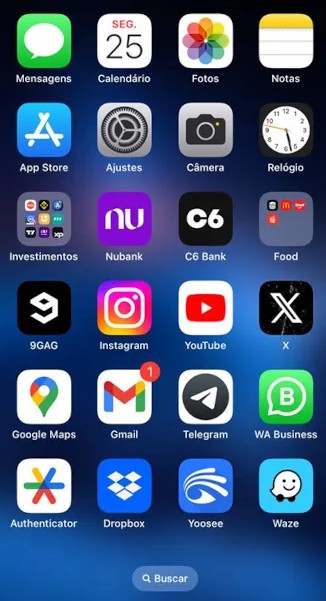 SEG.
25
Mensagens
Calendário
Fotos
Notas
App Store
Ajustes
Câmera
Relógio
nu
C6
Investimentos
Nubank
C6 Bank
Food
9GAG
Instagram
YouTube
X
1
Google Maps
Gmail
Telegram
WA Business
Authenticator
Dropbox
Yoosee
Waze
Buscar